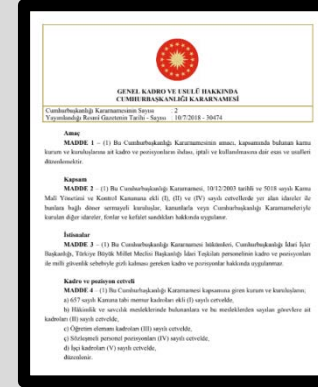 GENEL KADRO VE USULÜ HAKKINDA
CUMHURBAŞKANLIĞI KARARNAMESİ
Cumhurbaşkanlığı Kararnamesinin Sayısı : 2
Yayımlandığı Resmî Gazetenin Tarihi - Sayısı : 10/7/2018 - 30474
Amaç
MADDE 1 – (1) Bu Cumhurbaşkanlığı Kararnamesinin amacı, kapsamında bulunan kamu
kurum ve kuruluşlarına ait kadro ve pozisyonların ihdası, iptali ve kullanılmasına dair esas ve usulleri
düzenlemektir.
Kapsam
MADDE 2 – (1) Bu Cumhurbaşkanlığı Kararnamesi, 10/12/2003 tarihli ve 5018 sayılı Kamu
Malî Yönetimi ve Kontrol Kanununa ekli (I), (II) ve (IV) sayılı cetvellerde yer alan idareler ile
bunlara bağlı döner sermayeli kuruluşlar, kanunlarla veya Cumhurbaşkanlığı Kararnameleriyle
kurulan diğer idareler, fonlar ve kefalet sandıkları hakkında uygulanır.
İstisnalar
MADDE 3 – (1) Bu Cumhurbaşkanlığı Kararnamesi hükümleri, Cumhurbaşkanlığı İdari İşler
Başkanlığı, Türkiye Büyük Millet Meclisi Başkanlığı İdari Teşkilatı personelinin kadro ve pozisyonları
ile milli güvenlik sebebiyle gizli kalması gereken kadro ve pozisyonlar hakkında uygulanmaz.
Kadro ve pozisyon cetveli
MADDE 4 – (1) Bu Cumhurbaşkanlığı Kararnamesi kapsamına giren kurum ve kuruluşların;
a) 657 sayılı Kanuna tabi memur kadroları ekli (I) sayılı cetvelde,
b) Hâkimlik ve savcılık mesleklerinde bulunanlara ve bu mesleklerden sayılan görevlere ait
kadroları (II) sayılı cetvelde,
c) Öğretim elemanı kadroları (III) sayılı cetvelde,
ç) Sözleşmeli personel pozisyonları (IV) sayılı cetvelde,
d) İşçi kadroları (V) sayılı cetvelde,
düzenlenir.